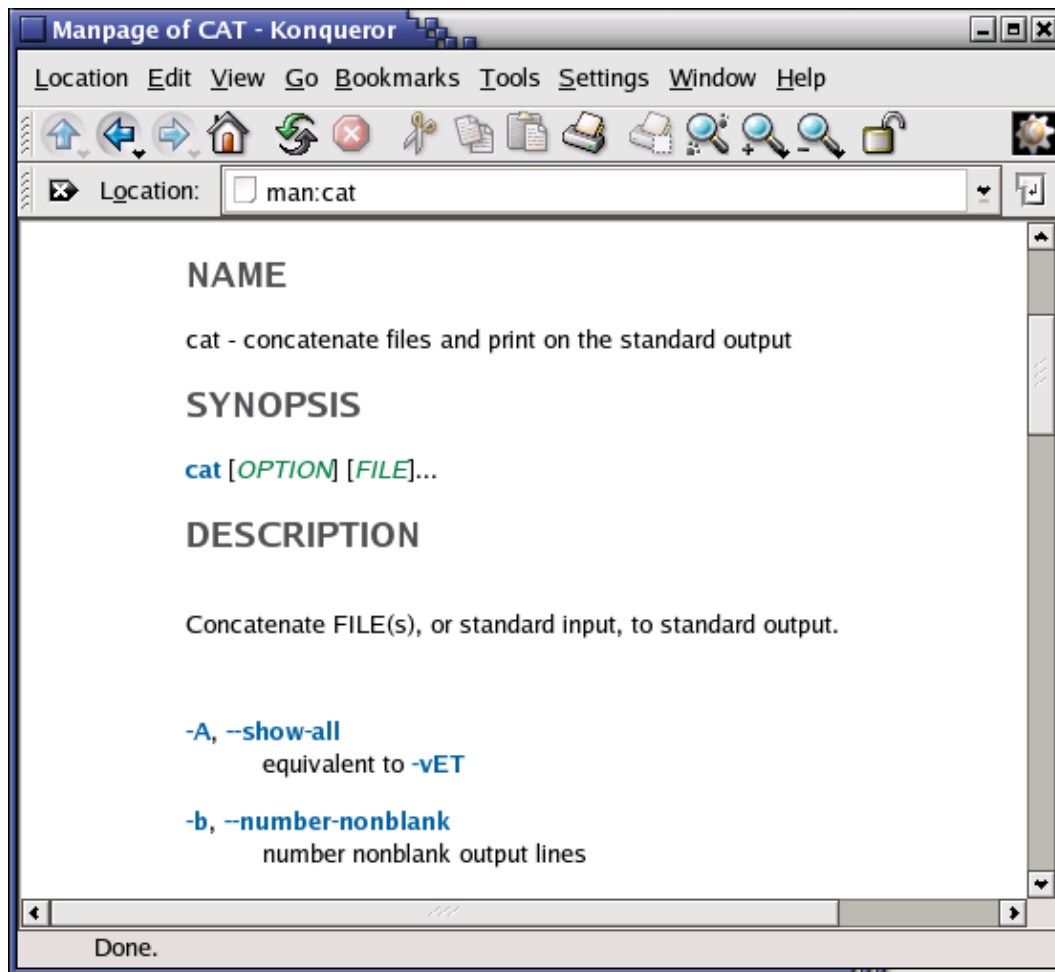 Manpage of CAT - Konqueror
Location Edit View Go Bookmarks Tools Settings Window Help
Location: man:cat
NAME
cat - concatenate files and print on the standard output
SYNOPSIS
cat [OPTION] [FILE]...
DESCRIPTION
Concatenate FILE(s), or standard input, to standard output.
-A, --show-all
equivalent to -vET
-b, --number-nonblank
number nonblank output lines
Done.